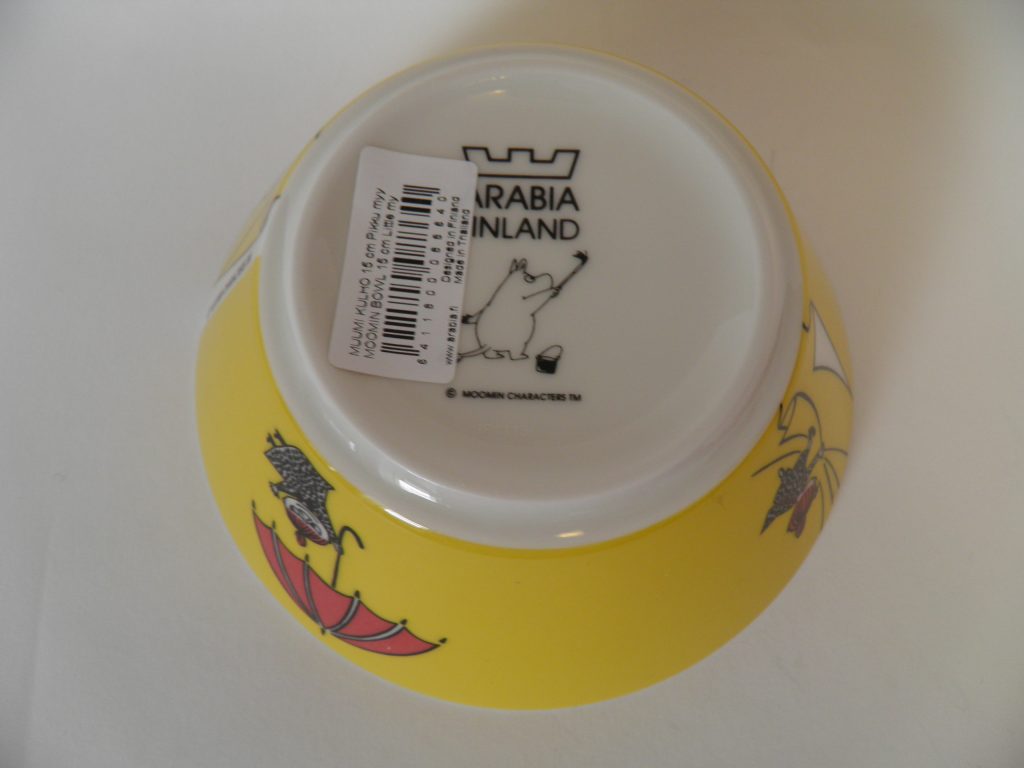 MUUMI KULHO 15 cm Pikku myy
MOOMIN BOWL 15 cm Little my
6 411800 086640
www.arabia.fi
Designed in Finland
Made in Thailand
ARABIA
FINLAND
© MOOMIN CHARACTERS TM